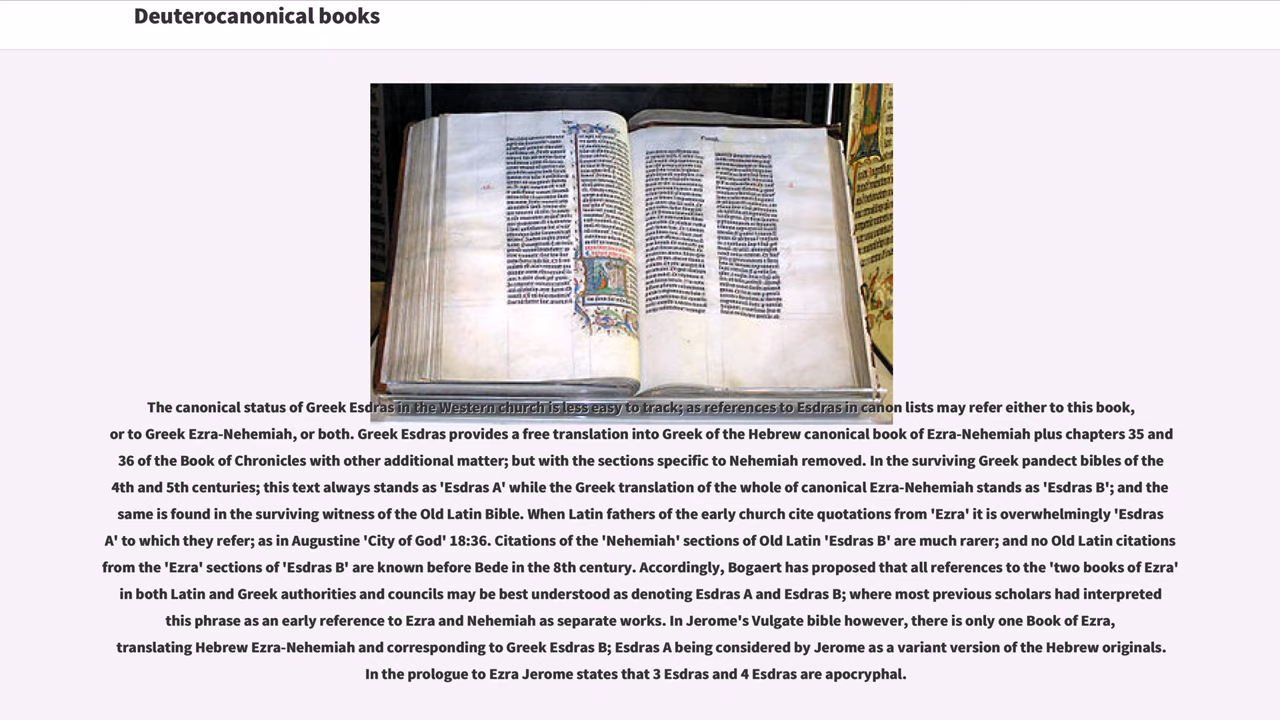 Deuterocanonical books
The canonical status of Greek Esdras in the Western church is less easy to track; as references to Esdras in canon lists may refer either to this book,
or to Greek Ezra-Nehemiah, or both. Greek Esdras provides a free translation into Greek of the Hebrew canonical book of Ezra-Nehemiah plus chapters 35 and
36 of the Book of Chronicles with other additional matter; but with the sections specific to Nehemiah removed. In the surviving Greek pandect bibles of the
4th and 5th centuries; this text always stands as 'Esdras A' while the Greek translation of the whole of canonical Ezra-Nehemiah stands as 'Esdras B'; and the
same is found in the surviving witness of the Old Latin Bible. When Latin fathers of the early church cite quotations from 'Ezra' it is overwhelmingly 'Esdras
A' to which they refer; as in Augustine 'City of God' 18:36. Citations of the 'Nehemiah' sections of Old Latin 'Esdras B' are much rarer; and no Old Latin citations
from the 'Ezra' sections of 'Esdras B' are known before Bede in the 8th century. Accordingly, Bogaert has proposed that all references to the 'two books of Ezra'
in both Latin and Greek authorities and councils may be best understood as denoting Esdras A and Esdras B; where most previous scholars had interpreted
this phrase as an early reference to Ezra and Nehemiah as separate works. In Jerome's Vulgate bible however, there is only one Book of Ezra,
translating Hebrew Ezra-Nehemiah and corresponding to Greek Esdras B; Esdras A being considered by Jerome as a variant version of the Hebrew originals.
In the prologue to Ezra Jerome states that 3 Esdras and 4 Esdras are apocryphal.